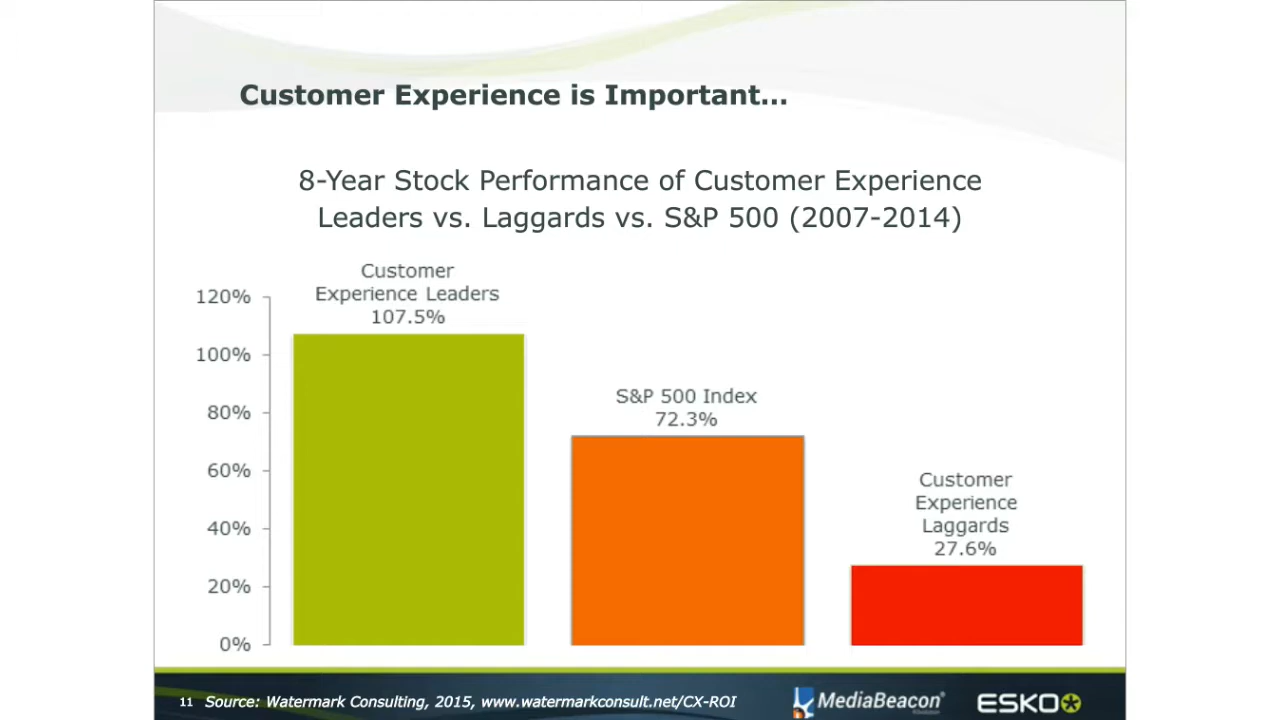 Customer Experience is Important...
8-Year Stock Performance of Customer Experience
Leaders vs. Laggards vs. S&P 500 (2007-2014)
Customer
Experience Leaders
107.5%
S&P 500 Index
72.3%
Customer
Experience
Laggards
27.6%
120%
100%
80%
60%
40%
20%
0%
11 Source: Watermark Consulting, 2015, www.watermarkconsult.net/CX-ROI
MediaBeacon®
ESKO